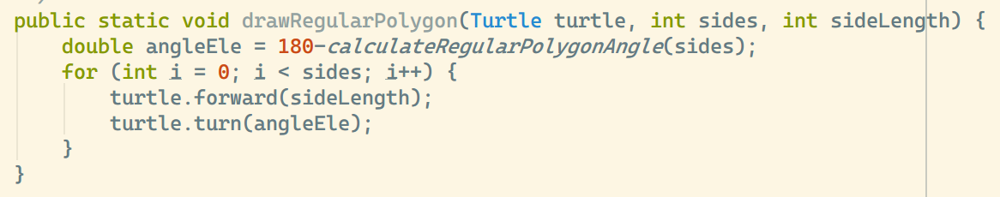 public static void drawRegularPolygon(Turtle turtle, int sides, int sideLength) {
    double angleEle = 180-calculateRegularPolygonAngle(sides);
    for (int i = 0; i < sides; i++) {
        turtle.forward(sideLength);
        turtle.turn(angleEle);
    }
}